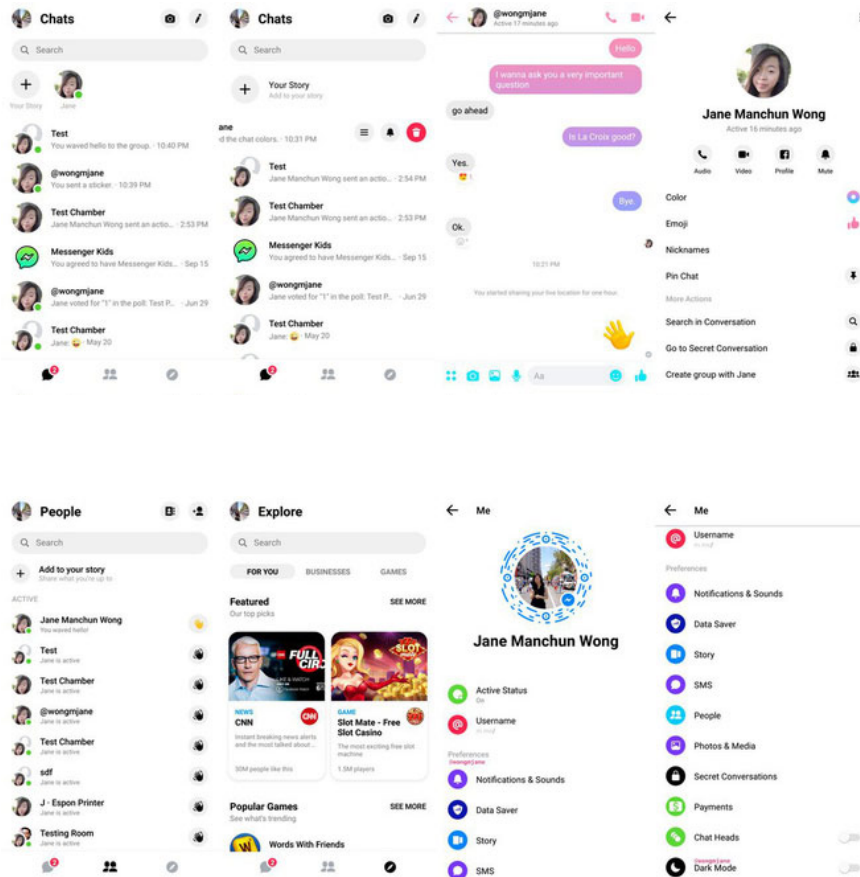 Chats
Search
Your Story
Jane
Test
You waved hello to the group. · 10:40 PM
@wongmjane
You sent a sticker. · 10:39 PM
Test Chamber
Jane Manchun Wong sent an actio... · 2:53 PM
Messenger Kids
You agreed to have Messenger Kids... · Sep 15
@wongmjane
Jane voted for "1" in the poll: Test P... · Jun 29
Test Chamber
Jane: 😜 · May 20
2
Chats
Search
Your Story
Add to your story
ane
d the chat colors. · 10:31 PM
Test
Jane Manchun Wong sent an actio... · 2:54 PM
Test Chamber
Jane Manchun Wong sent an actio... · 2:53 PM
Messenger Kids
You agreed to have Messenger Kids... · Sep 15
@wongmjane
Jane voted for "1" in the poll: Test P... · Jun 29
Test Chamber
Jane: 😜 · May 20
2
@wongmjane
Active 17 minutes ago
Hello
I wanna ask you a very important
question
go ahead
Is La Croix good?
Yes.
Bye.
Ok.
10:21 PM
You started sharing your live location for one hour.
Aa
Jane Manchun Wong
Active 16 minutes ago
Audio
Video
Profile
Mute
Color
Emoji
Nicknames
Pin Chat
More Actions
Search in Conversation
Go to Secret Conversation
Create group with Jane
People
Search
Add to your story
Share what you're up to
ACTIVE
Jane Manchun Wong
You waved hello!
Test
Jane is active
Test Chamber
Jane is active
@wongmjane
Jane is active
Test Chamber
Jane is active
sdf
Jane is active
J - Espon Printer
Jane is active
Testing Room
Jane is active
2
Explore
Search
FOR YOU
BUSINESSES
GAMES
Featured
SEE MORE
Our top picks
FULL
CIRC
LIKE & WATCH
SLOT
NEWS
CNN
CNN
Instant breaking news alerts
and the most talked about...
30M people like this
GAME
Slot Mate - Free
Slot Casino
The most exciting free slot
machine
1.5M players
Popular Games
SEE MORE
See what's trending
W
Words With Friends
2
Me
Jane Manchun Wong
Active Status
On
Username
Preferences
@wongmjane
Notifications & Sounds
Data Saver
Story
SMS
Me
Username
Preferences
Notifications & Sounds
Data Saver
Story
SMS
People
Photos & Media
Secret Conversations
Payments
Chat Heads
@wongmjane
Dark Mode